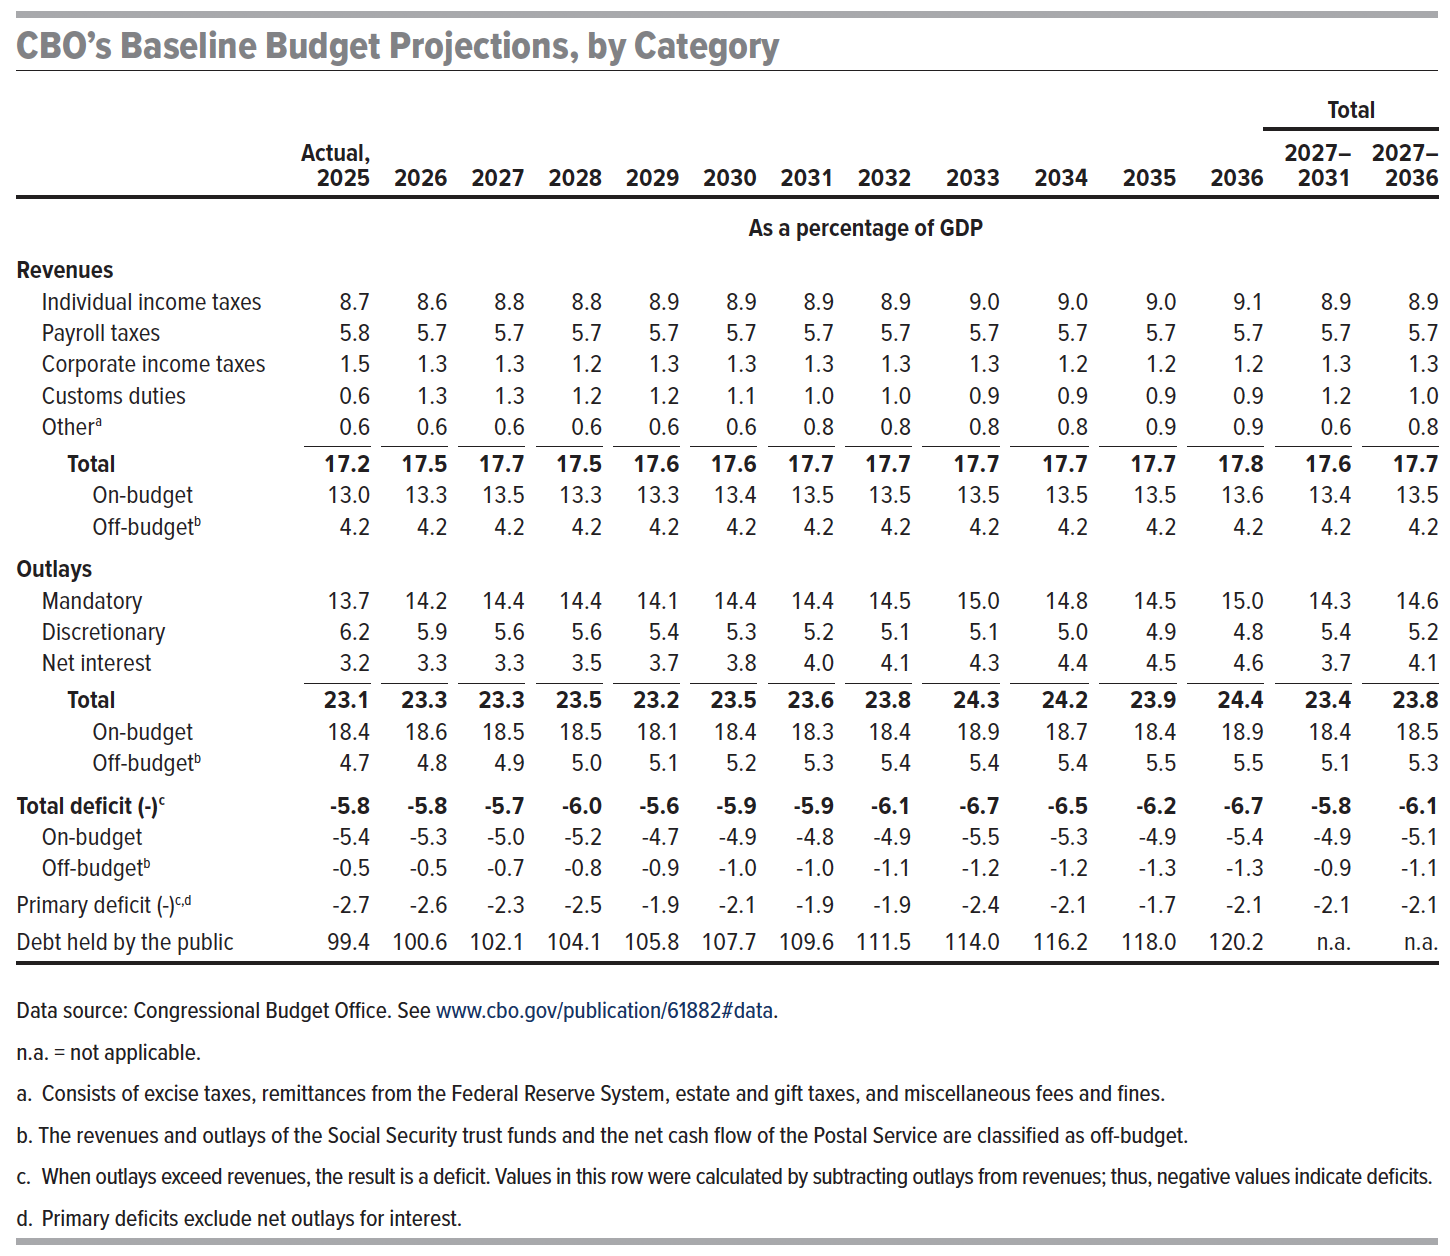 CBO’s Baseline Budget Projections, by Category
Total
Actual, 2027– 2027–
2025 2026 2027 2028 2029 2030 2031 2032 2033 2034 2035 2036 2031 2036
As a percentage of GDP
Revenues
Individual income taxes 8.7 8.6 8.8 8.8 8.9 8.9 8.9 8.9 9.0 9.0 9.0 9.1 8.9 8.9
Payroll taxes 5.8 5.7 5.7 5.7 5.7 5.7 5.7 5.7 5.7 5.7 5.7 5.7 5.7 5.7
Corporate income taxes 1.5 1.3 1.3 1.2 1.3 1.3 1.3 1.3 1.3 1.2 1.2 1.2 1.3 1.3
Customs duties 0.6 1.3 1.3 1.2 1.2 1.1 1.0 1.0 0.9 0.9 0.9 0.9 1.2 1.0
Otherᵃ 0.6 0.6 0.6 0.6 0.6 0.6 0.8 0.8 0.8 0.8 0.9 0.9 0.6 0.8
Total 17.2 17.5 17.7 17.5 17.6 17.6 17.7 17.7 17.7 17.7 17.7 17.8 17.6 17.7
On-budget 13.0 13.3 13.5 13.3 13.3 13.4 13.5 13.5 13.5 13.5 13.5 13.6 13.4 13.5
Off-budgetᵇ 4.2 4.2 4.2 4.2 4.2 4.2 4.2 4.2 4.2 4.2 4.2 4.2 4.2 4.2
Outlays
Mandatory 13.7 14.2 14.4 14.4 14.1 14.4 14.4 14.5 15.0 14.8 14.5 15.0 14.3 14.6
Discretionary 6.2 5.9 5.6 5.6 5.4 5.3 5.2 5.1 5.1 5.0 4.9 4.8 5.4 5.2
Net interest 3.2 3.3 3.3 3.5 3.7 3.8 4.0 4.1 4.3 4.4 4.5 4.6 3.7 4.1
Total 23.1 23.3 23.3 23.5 23.2 23.5 23.6 23.8 24.3 24.2 23.9 24.4 23.4 23.8
On-budget 18.4 18.6 18.5 18.5 18.1 18.4 18.3 18.4 18.9 18.7 18.4 18.9 18.4 18.5
Off-budgetᵇ 4.7 4.8 4.9 5.0 5.1 5.2 5.3 5.4 5.4 5.4 5.5 5.5 5.1 5.3
Total deficit (-)ᶜ -5.8 -5.8 -5.7 -6.0 -5.6 -5.9 -5.9 -6.1 -6.7 -6.5 -6.2 -6.7 -5.8 -6.1
On-budget -5.4 -5.3 -5.0 -5.2 -4.7 -4.9 -4.8 -4.9 -5.5 -5.3 -4.9 -5.4 -4.9 -5.1
Off-budgetᵇ -0.5 -0.5 -0.7 -0.8 -0.9 -1.0 -1.0 -1.1 -1.2 -1.2 -1.3 -1.3 -0.9 -1.1
Primary deficit (-)ᶜ,ᵈ -2.7 -2.6 -2.3 -2.5 -1.9 -2.1 -1.9 -1.9 -2.4 -2.1 -1.7 -2.1 -2.1 -2.1
Debt held by the public 99.4 100.6 102.1 104.1 105.8 107.7 109.6 111.5 114.0 116.2 118.0 120.2 n.a. n.a.
Data source: Congressional Budget Office. See www.cbo.gov/publication/61882#data.
n.a. = not applicable.
a. Consists of excise taxes, remittances from the Federal Reserve System, estate and gift taxes, and miscellaneous fees and fines.
b. The revenues and outlays of the Social Security trust funds and the net cash flow of the Postal Service are classified as off-budget.
c. When outlays exceed revenues, the result is a deficit. Values in this row were calculated by subtracting outlays from revenues; thus, negative values indicate deficits.
d. Primary deficits exclude net outlays for interest.